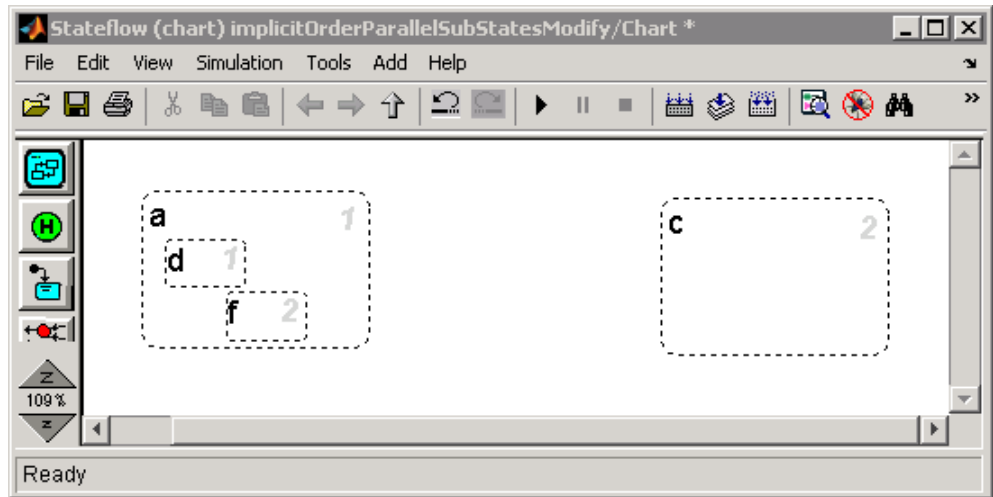 Stateflow (chart) implicitOrderParallelSubStatesModify/Chart *
File Edit View Simulation Tools Add Help
H
a 1
c 2
d 1
f 2
Z
109%
z
Ready